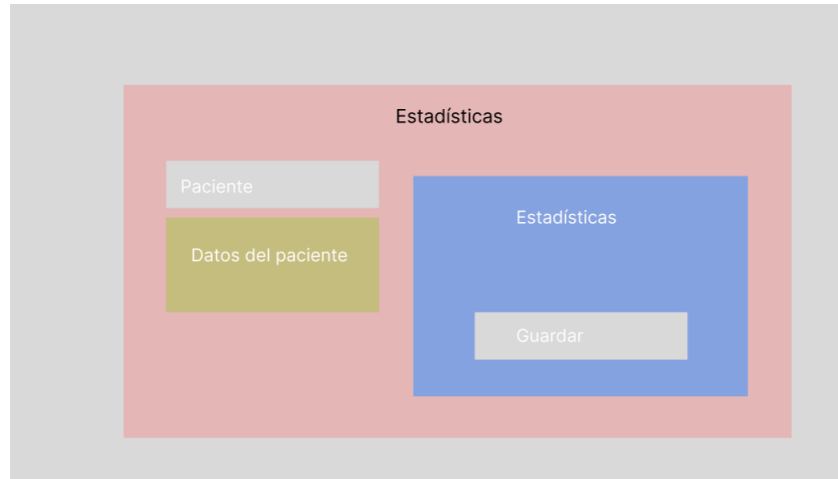 Estadísticas
Paciente
Datos del paciente
Estadísticas
Guardar